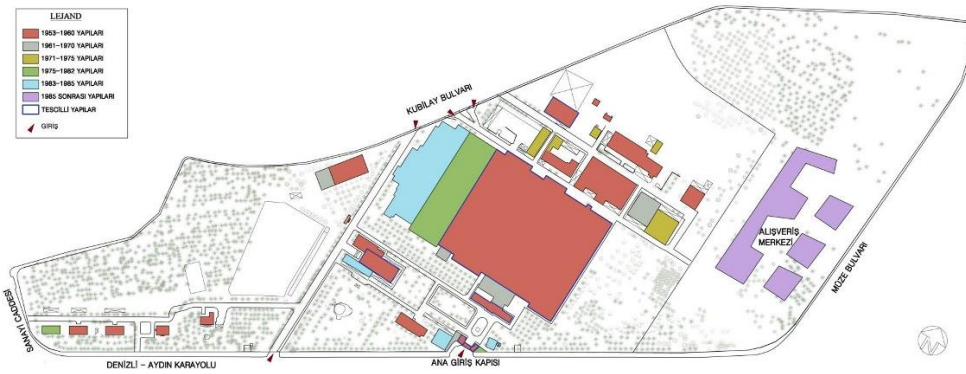 LEJAND
1953-1960 YAPILARI
1961-1970 YAPILARI
1971-1975 YAPILARI
1975-1982 YAPILARI
1983-1985 YAPILARI
1985 SONRASI YAPILARI
TESCİLLİ YAPILAR
GİRİŞ
KUBİLAY BULVARI
ALIŞVERİŞ
MERKEZİ
MÜZE BULVARI
SANAYİ CADDESİ
DENİZLİ - AYDIN KARAYOLU
ANA GİRİŞ KAPISI